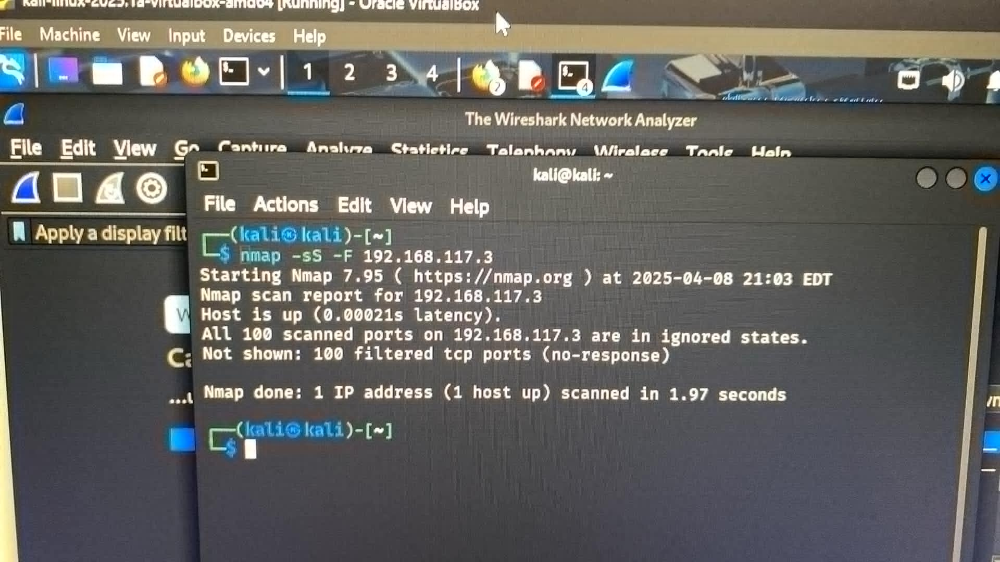 kali-linux-2025.1a-virtualbox-amd64 [Running] - Oracle VirtualBox
File Machine View Input Devices Help
1 2 3 4 2 4
The Wireshark Network Analyzer
File Edit View Go Capture Analyze Statistics Telephony Wireless Tools Help
kali@kali: ~
File Actions Edit View Help
Apply a display filt
(kali㉿kali)-[~]
$ nmap -sS -F 192.168.117.3
Starting Nmap 7.95 ( https://nmap.org ) at 2025-04-08 21:03 EDT
Nmap scan report for 192.168.117.3
Host is up (0.00021s latency).
All 100 scanned ports on 192.168.117.3 are in ignored states.
Not shown: 100 filtered tcp ports (no-response)
Nmap done: 1 IP address (1 host up) scanned in 1.97 seconds
(kali㉿kali)-[~]
$